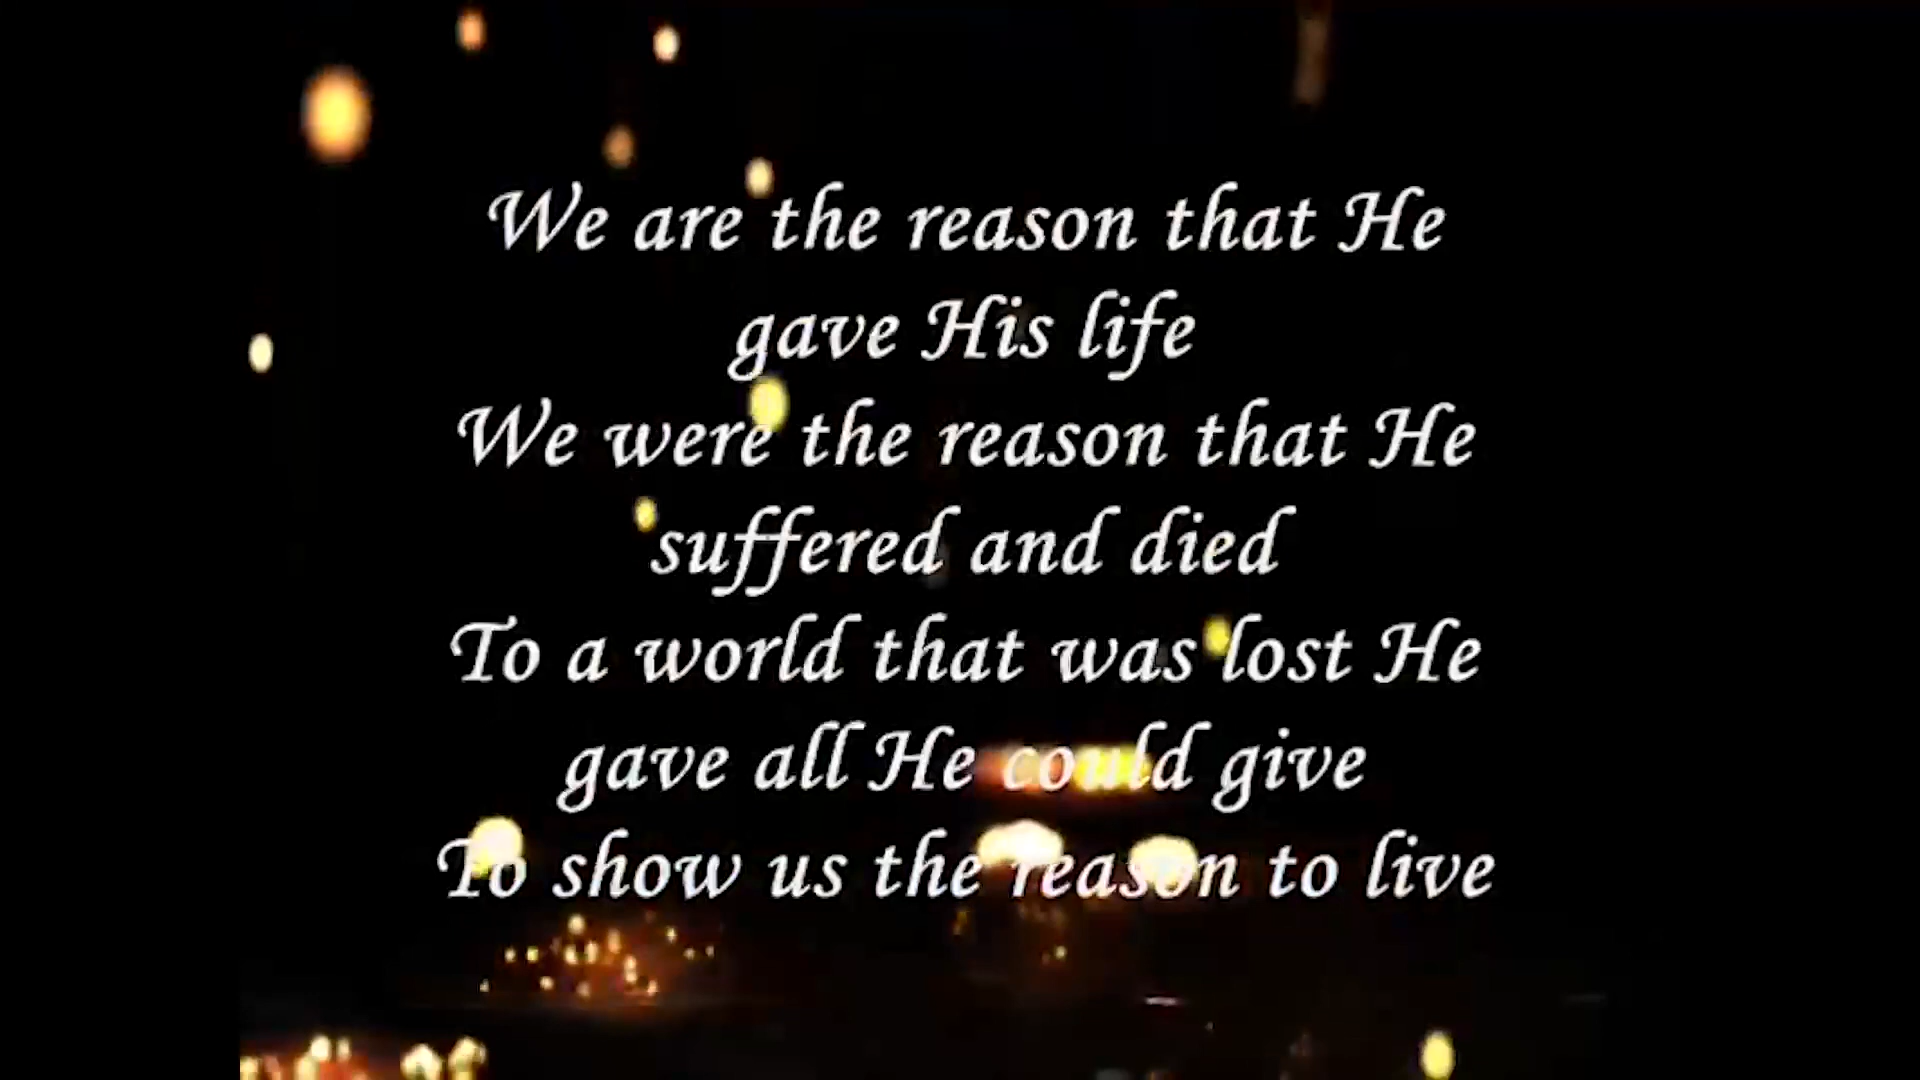 We are the reason that He
gave His life
We were the reason that He
suffered and died
To a world that was lost He
gave all He could give
To show us the reason to live